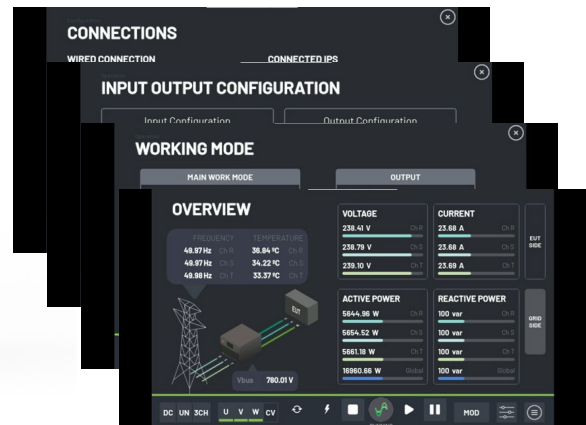 CONNECTIONS
WIRED CONNECTION CONNECTED IPS
INPUT OUTPUT CONFIGURATION
Input Configuration Output Configuration
WORKING MODE
MAIN WORK MODE OUTPUT
OVERVIEW
FREQUENCY TEMPERATURE
49.97 Hz Ch R 36.84 ºC Ch R
49.97 Hz Ch S 34.22 ºC Ch S
49.98 Hz Ch T 33.37 ºC Ch T
EUT
Vbus 780.01 V
VOLTAGE
238.41 V Ch R
238.79 V Ch S
239.10 V Ch T
CURRENT
23.68 A Ch R
23.68 A Ch S
23.69 A Ch T
EUT
SIDE
ACTIVE POWER
5644.96 W Ch R
5654.52 W Ch S
5661.18 W Ch T
16960.66 W Global
REACTIVE POWER
100 var Ch R
100 var Ch S
100 var Ch T
100 var Global
GRID
SIDE
DC UN 3CH U V W CV MOD